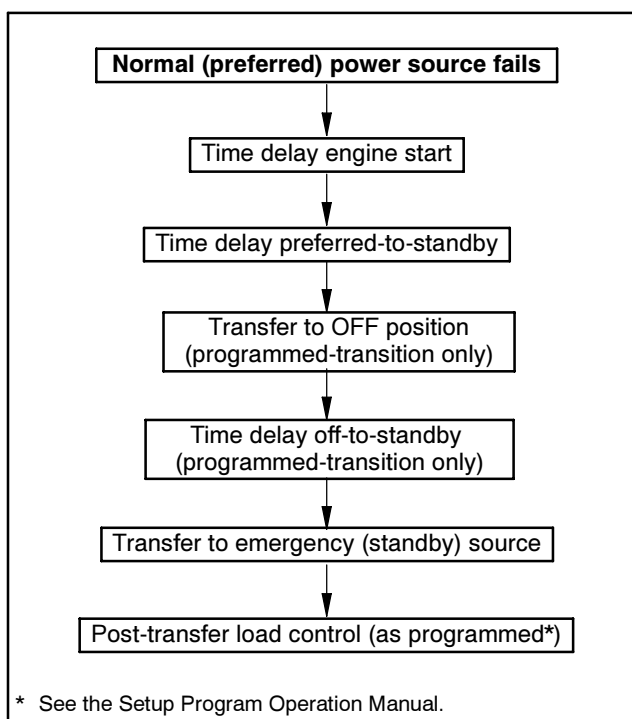 Normal (preferred) power source fails
Time delay engine start
Time delay preferred-to-standby
Transfer to OFF position
(programmed-transition only)
Time delay off-to-standby
(programmed-transition only)
Transfer to emergency (standby) source
Post-transfer load control (as programmed*)
* See the Setup Program Operation Manual.